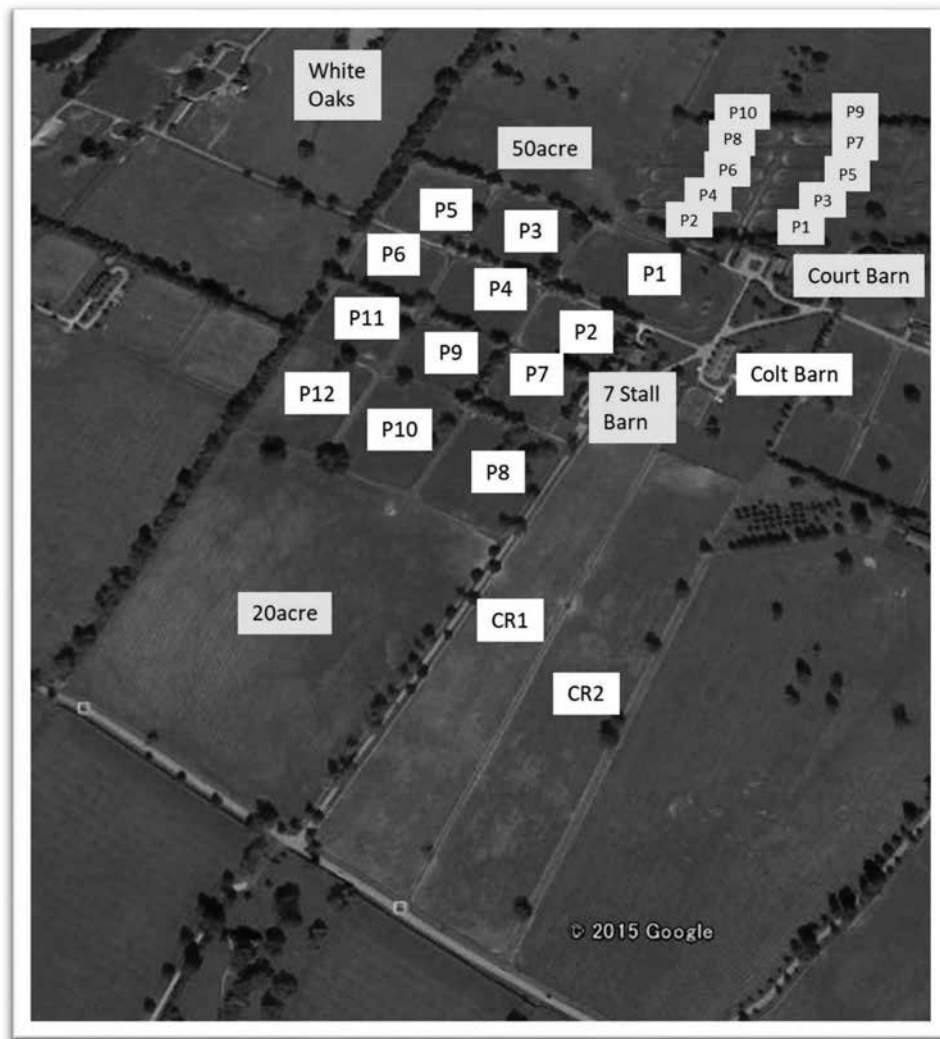 White
Oaks
P10
P9
P8
P7
50acre
P6
P5
P4
P3
P2
P1
P5
P3
P6
P1
Court Barn
P4
P11
P2
P9
P7
Colt Barn
P12
7 Stall
Barn
P10
P8
20acre
CR1
CR2
© 2015 Google